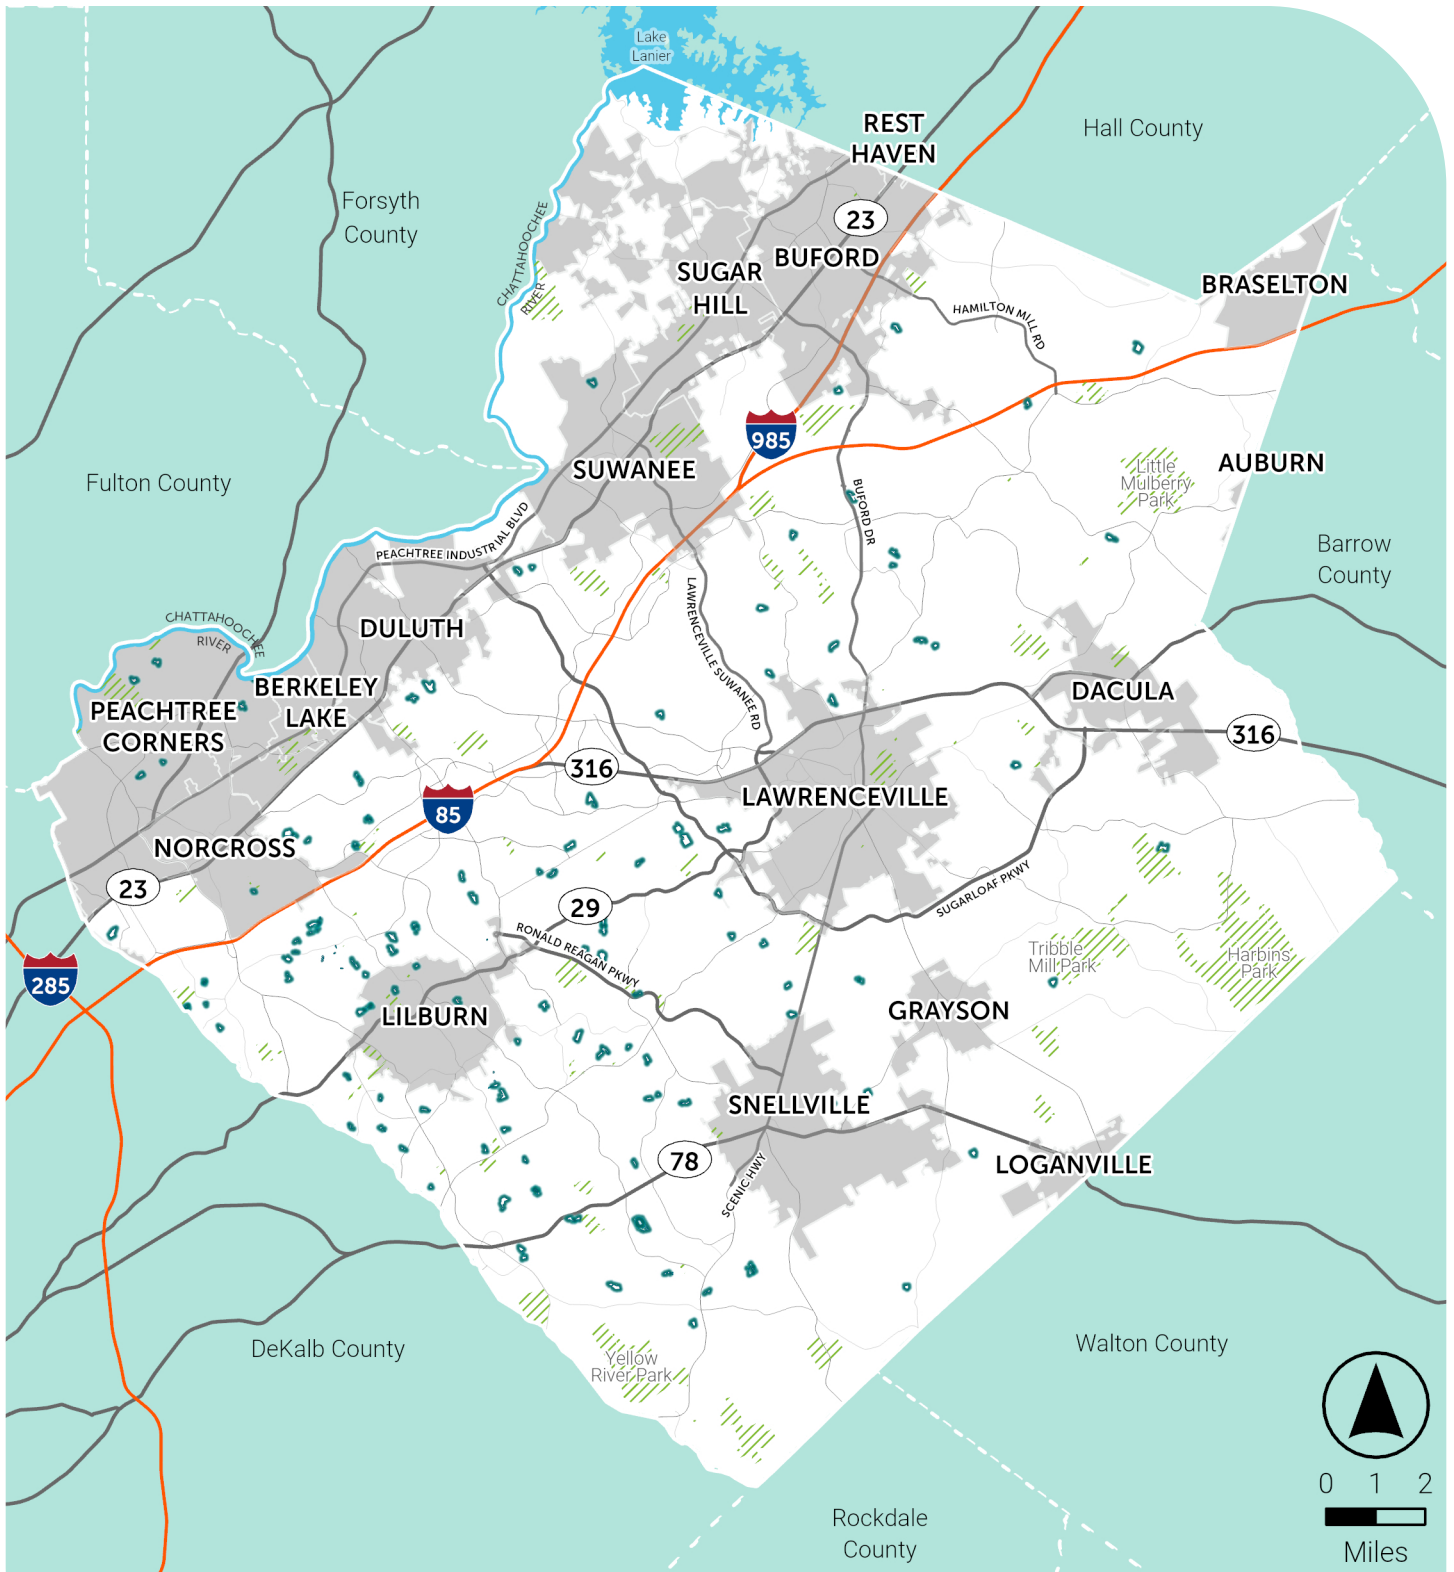 Lake
Lanier
REST
HAVEN
Hall County
Forsyth
County
CHATTAHOOCHEE
RIVER
23
BUFORD
SUGAR
HILL
BRASELTON
HAMILTON MILL RD
985
SUWANEE
Fulton County
Little
Mulberry
Park
AUBURN
BUFORD DR
PEACHTREE INDUSTRIAL BLVD
Barrow
County
LAWRENCEVILLE SUWANEE RD
CHATTAHOOCHEE
RIVER
DULUTH
BERKELEY
LAKE
PEACHTREE
CORNERS
DACULA
316
316
LAWRENCEVILLE
85
NORCROSS
23
29
SUGARLOAF PKWY
RONALD REAGAN PKWY
Tribble
Mill Park
Harbins
Park
285
LILBURN
GRAYSON
SNELLVILLE
78
SCENIC HWY
LOGANVILLE
DeKalb County
Yellow
River Park
Walton County
Rockdale
County
0 1 2
Miles